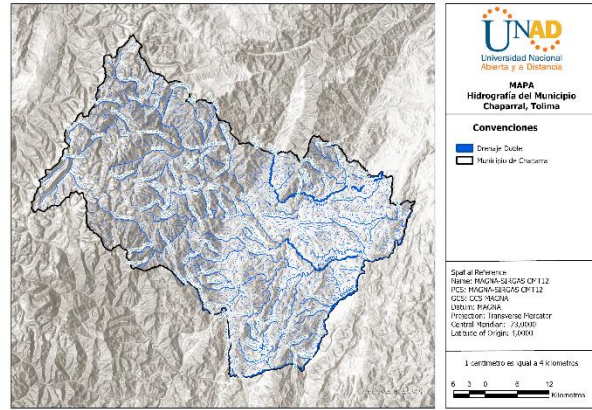 UNAD
Universidad Nacional
Abierta y a Distancia
MAPA
Hidrografía del Municipio
Chaparral, Tolima
Convenciones
Drenaje Doble
Municipio de Chaparral
Spatial Reference
Name: MAGNA-SIRGAS CMT12
PCS: MAGNA-SIRGAS CMT12
GCS: GCS MAGNA
Datum: MAGNA
Projection: Transverse Mercator
Central Meridian: -73,0000
Latitude of Origin: 4,0000
1 centímetro es igual a 4 kilómetros
6 3 0 6 12
Kilometros